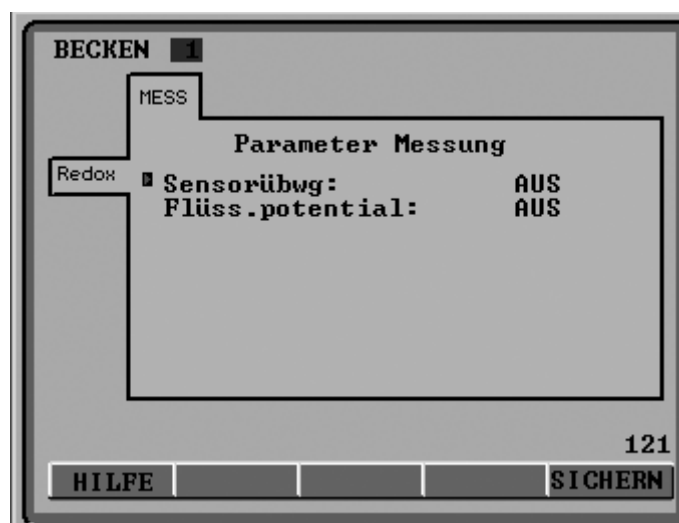 BECKEN 1
MESS
Parameter Messung
Redox
Sensorübwg: AUS
Flüss.potential: AUS
121
HILFE SICHERN